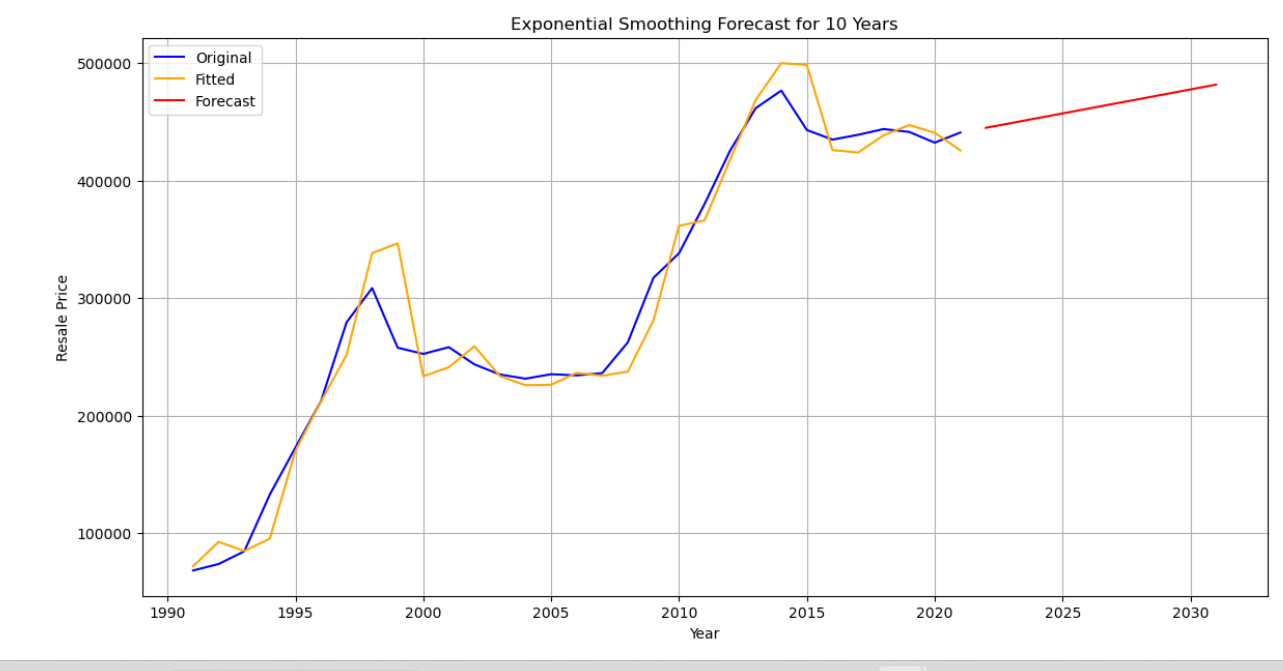 Exponential Smoothing Forecast for 10 Years
Original
Fitted
Forecast
500000
400000
300000
200000
100000
Resale Price
1990 1995 2000 2005 2010 2015 2020 2025 2030
Year